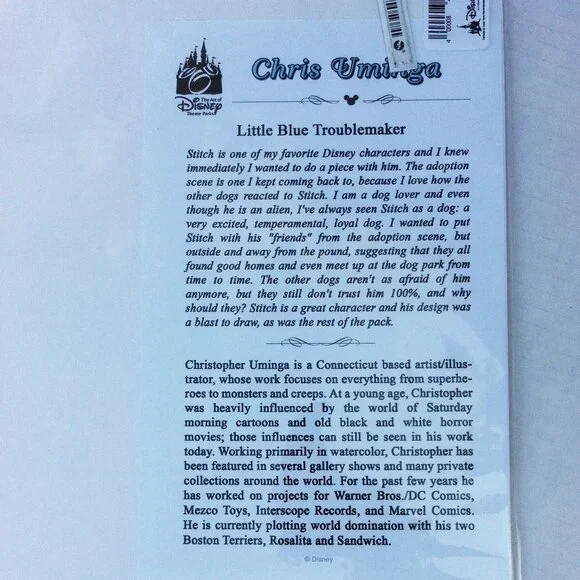 Chris Uminga
The Art of
Disney
Theme Parks
Little Blue Troublemaker
Stitch is one of my favorite Disney characters and I knew
immediately I wanted to do a piece with him. The adoption
scene is one I kept coming back to, because I love how the
other dogs reacted to Stitch. I am a dog lover and even
though he is an alien, I've always seen Stitch as a dog: a
very excited, temperamental, loyal dog. I wanted to put
Stitch with his "friends" from the adoption scene, but
outside and away from the pound, suggesting that they all
found good homes and even meet up at the dog park from
time to time. The other dogs aren't as afraid of him
anymore, but they still don't trust him 100%, and why
should they? Stitch is a great character and his design was
a blast to draw, as was the rest of the pack.
Christopher Uminga is a Connecticut based artist/illus-
trator, whose work focuses on everything from superhe-
roes to monsters and creeps. At a young age, Christopher
was heavily influenced by the world of Saturday
morning cartoons and old black and white horror
movies; those influences can still be seen in his work
today. Working primarily in watercolor, Christopher has
been featured in several gallery shows and many private
collections around the world. For the past few years he
has worked on projects for Warner Bros./DC Comics,
Mezco Toys, Interscope Records, and Marvel Comics.
He is currently plotting world domination with his two
Boston Terriers, Rosalita and Sandwich.
© Disney